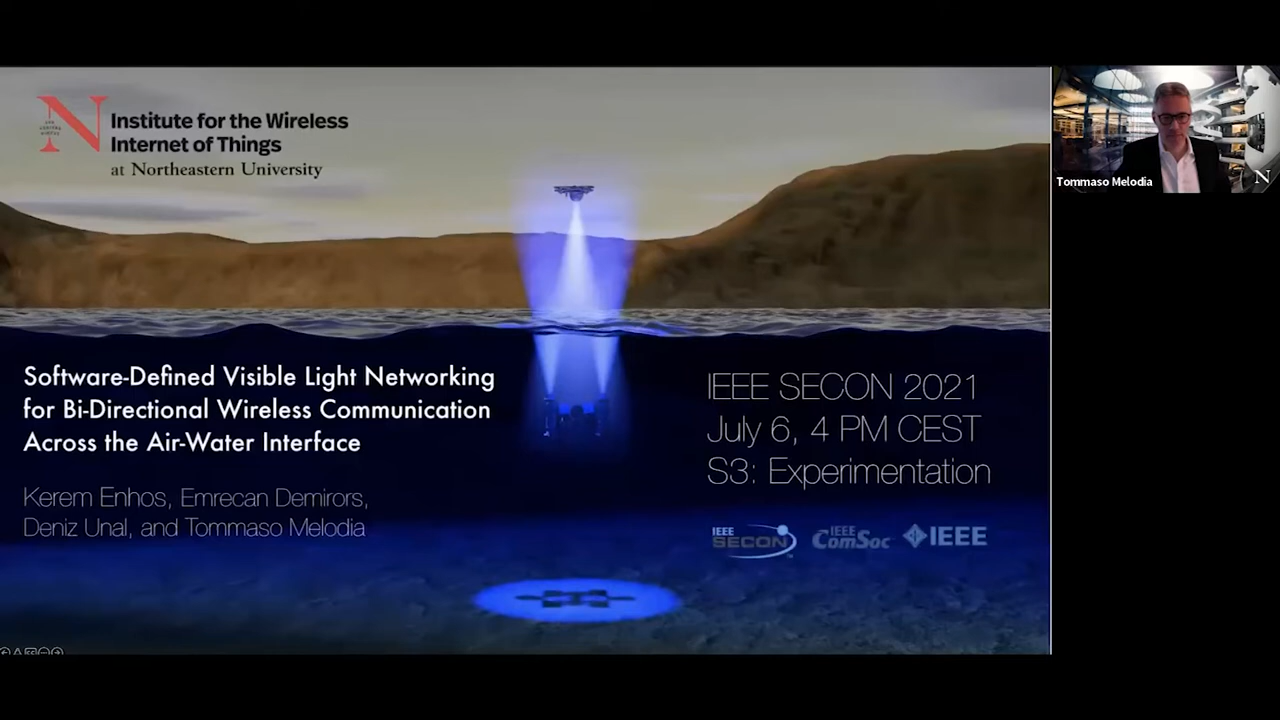 Institute for the Wireless
Internet of Things
at Northeastern University
Software-Defined Visible Light Networking
for Bi-Directional Wireless Communication
Across the Air-Water Interface
Kerem Enhos, Emrecan Demirors,
Deniz Unal, and Tommaso Melodia
IEEE SECON 2021
July 6, 4 PM CEST
S3: Experimentation
IEEE
SECON
IEEE
ComSoc
IEEE
Tommaso Melodia
N